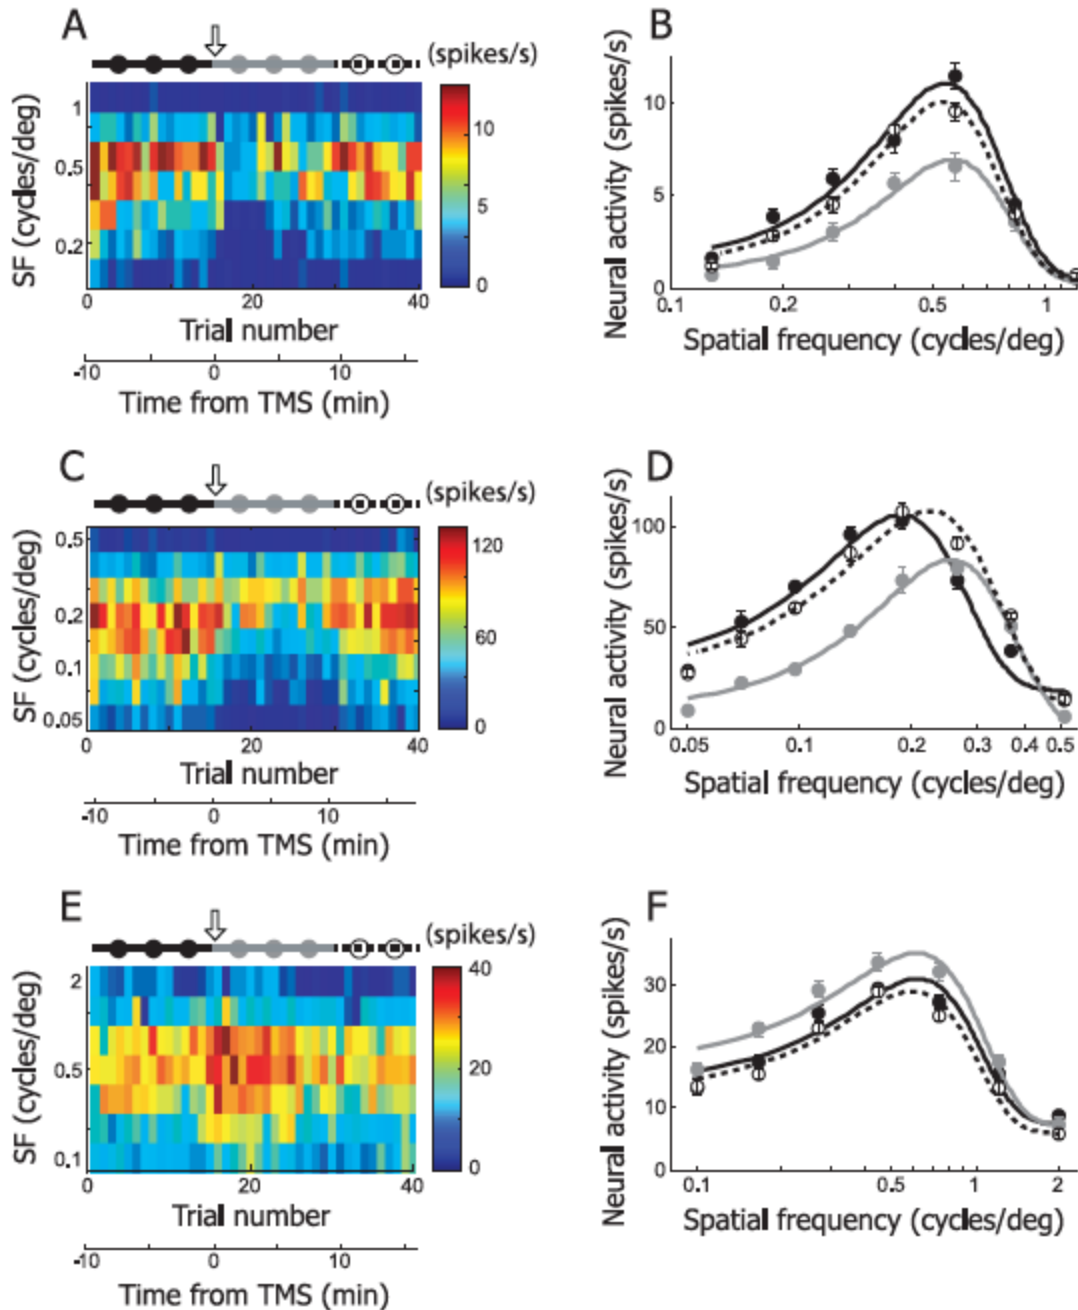 A
(spikes/s)
SF (cycles/deg)
1
0.5
0.2
10
5
0
0 20 40
Trial number
-10 0 10
Time from TMS (min)
B
Neural activity (spikes/s)
10
5
0
0.1 0.2 0.5 1
Spatial frequency (cycles/deg)
C
(spikes/s)
SF (cycles/deg)
0.5
0.2
0.1
0.05
120
60
0
0 20 40
Trial number
-10 0 10
Time from TMS (min)
D
Neural activity (spikes/s)
100
50
0
0.05 0.1 0.2 0.3 0.4 0.5
Spatial frequency (cycles/deg)
E
(spikes/s)
SF (cycles/deg)
2
0.5
0.1
40
20
0
0 20 40
Trial number
-10 0 10
Time from TMS (min)
F
Neural activity (spikes/s)
30
20
10
0
0.1 0.5 1 2
Spatial frequency (cycles/deg)